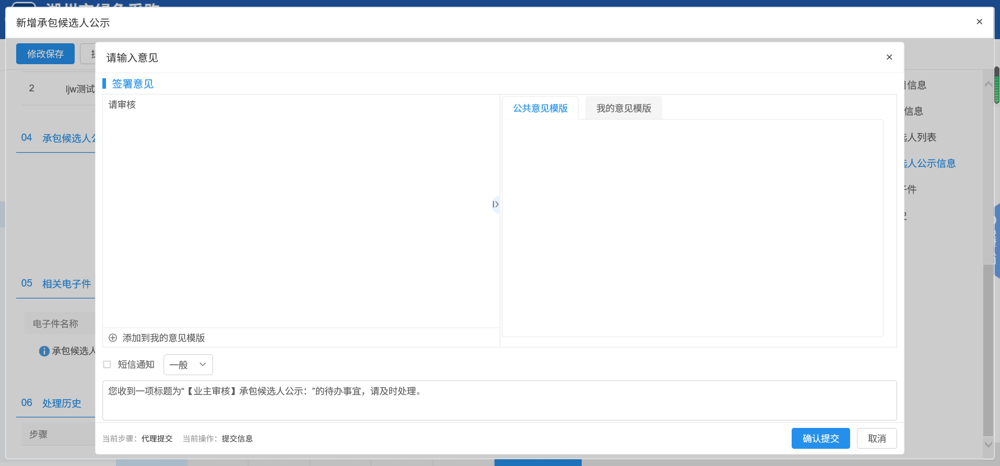 新增承包候选人公示
修改保存
请输入意见
2
ljw测试
签署意见
请审核
公共意见模版
我的意见模版
信息
信息
04 承包候选人
人列表
人公示信息
件
05 相关电子件
电子件名称
添加到我的意见模版
承包候选人
短信通知
一般
您收到一项标题为“【业主审核】承包候选人公示：”的待办事宜，请及时处理。
06 处理历史
步骤
当前步骤：代理提交 当前操作：提交信息
确认提交
取消